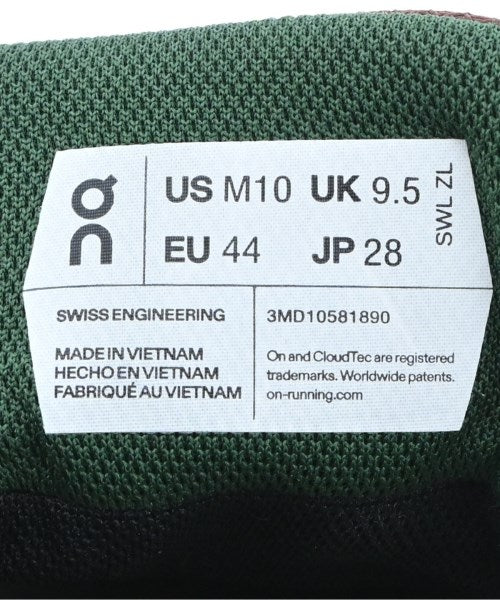 On
US M10 UK 9.5
EU 44 JP 28
SWL ZL
SWISS ENGINEERING
3MD10581890
MADE IN VIETNAM
HECHO EN VIETNAM
FABRIQUÉ AU VIETNAM
On and CloudTec are registered
trademarks. Worldwide patents.
on-running.com